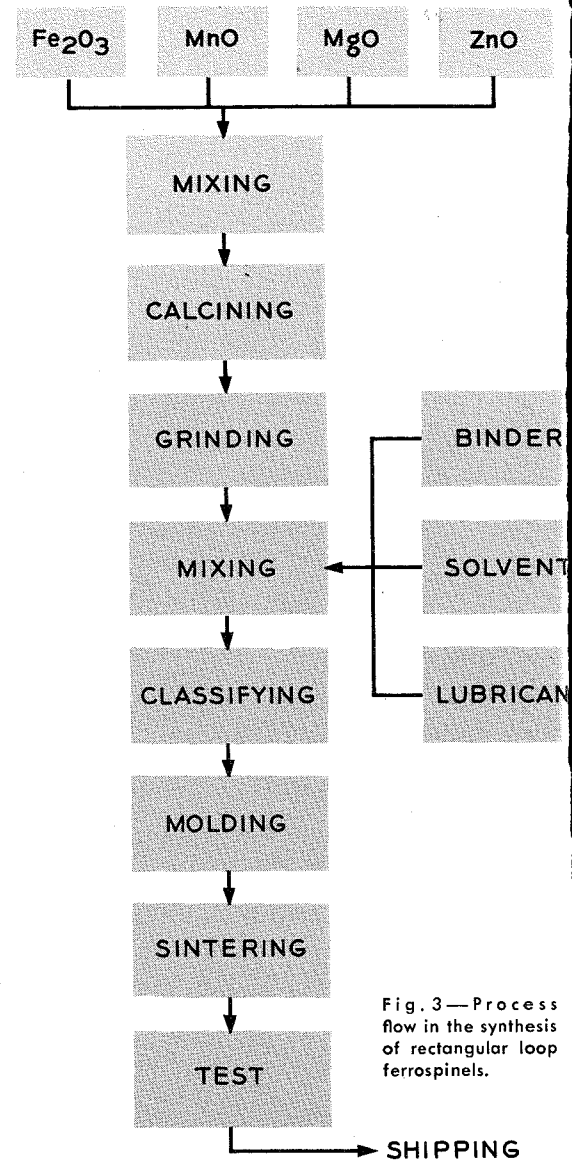 Fe2O3 MnO MgO ZnO
MIXING
CALCINING
GRINDING
BINDER
MIXING
SOLVENT
CLASSIFYING
LUBRICAN
MOLDING
SINTERING
Fig. 3—Process
flow in the synthesis
of rectangular loop
ferrospinels.
TEST
SHIPPING